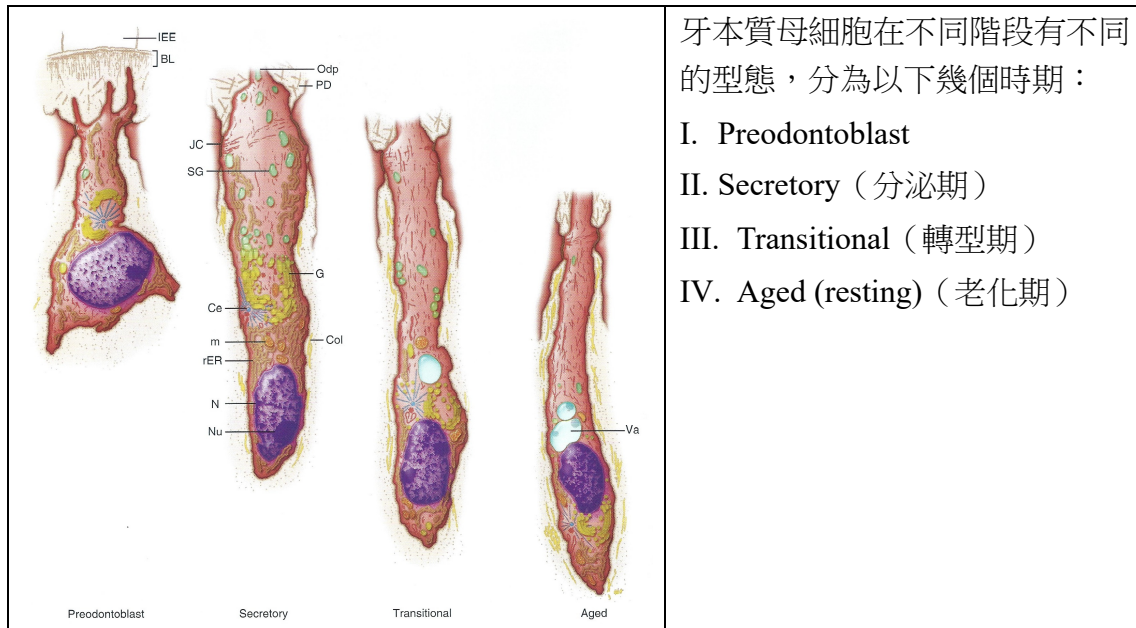 IEE
BL
Odp
PD
JC
SG
G
Ce
m
Col
rER
N
Nu
Va
Preodontoblast
Secretory
Transitional
Aged
牙本質母細胞在不同階段有不同
的型態，分為以下幾個時期：
I. Preodontoblast
II. Secretory（分泌期）
III. Transitional（轉型期）
IV. Aged (resting)（老化期）